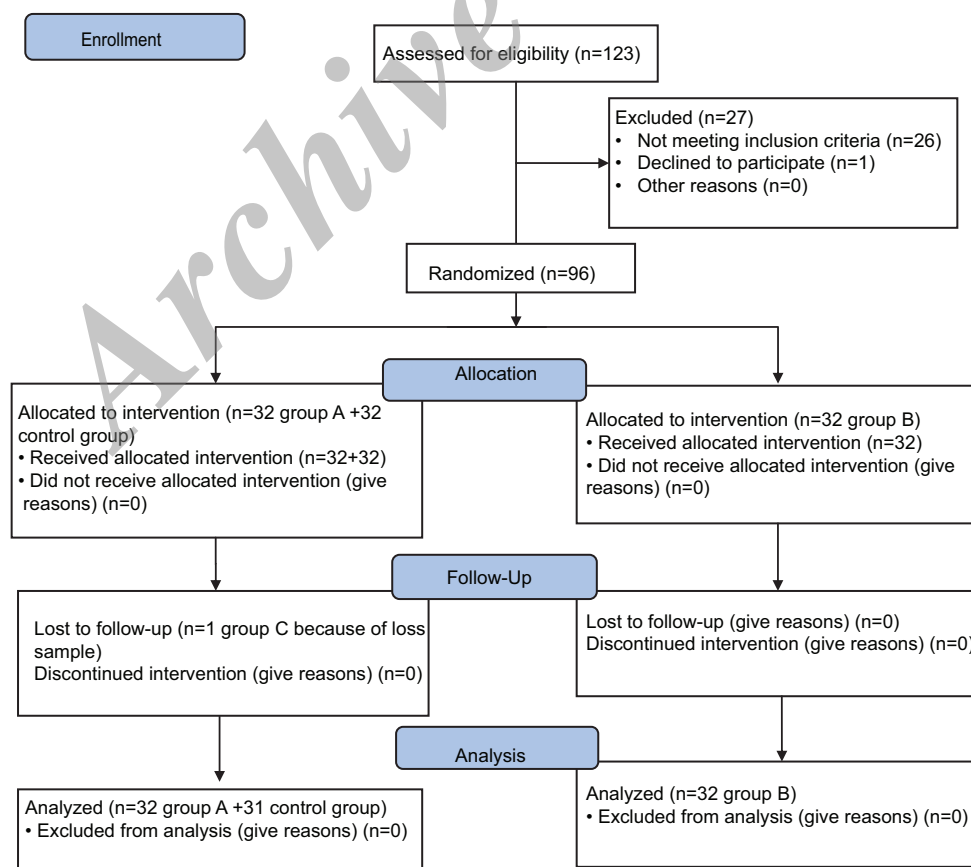 Enrollment
Assessed for eligibility (n=123)
Excluded (n=27)
• Not meeting inclusion criteria (n=26)
• Declined to participate (n=1)
• Other reasons (n=0)
Randomized (n=96)
Allocation
Allocated to intervention (n=32 group A +32
control group)
• Received allocated intervention (n=32+32)
• Did not receive allocated intervention (give
reasons) (n=0)
Allocated to intervention (n=32 group B)
• Received allocated intervention (n=32)
• Did not receive allocated intervention (give
reasons) (n=0)
Follow-Up
Lost to follow-up (n=1 group C because of loss
sample)
Discontinued intervention (give reasons) (n=0)
Lost to follow-up (give reasons) (n=0)
Discontinued intervention (give reasons) (n=0)
Analysis
Analyzed (n=32 group A +31 control group)
• Excluded from analysis (give reasons) (n=0)
Analyzed (n=32 group B)
• Excluded from analysis (give reasons) (n=0)
Archive